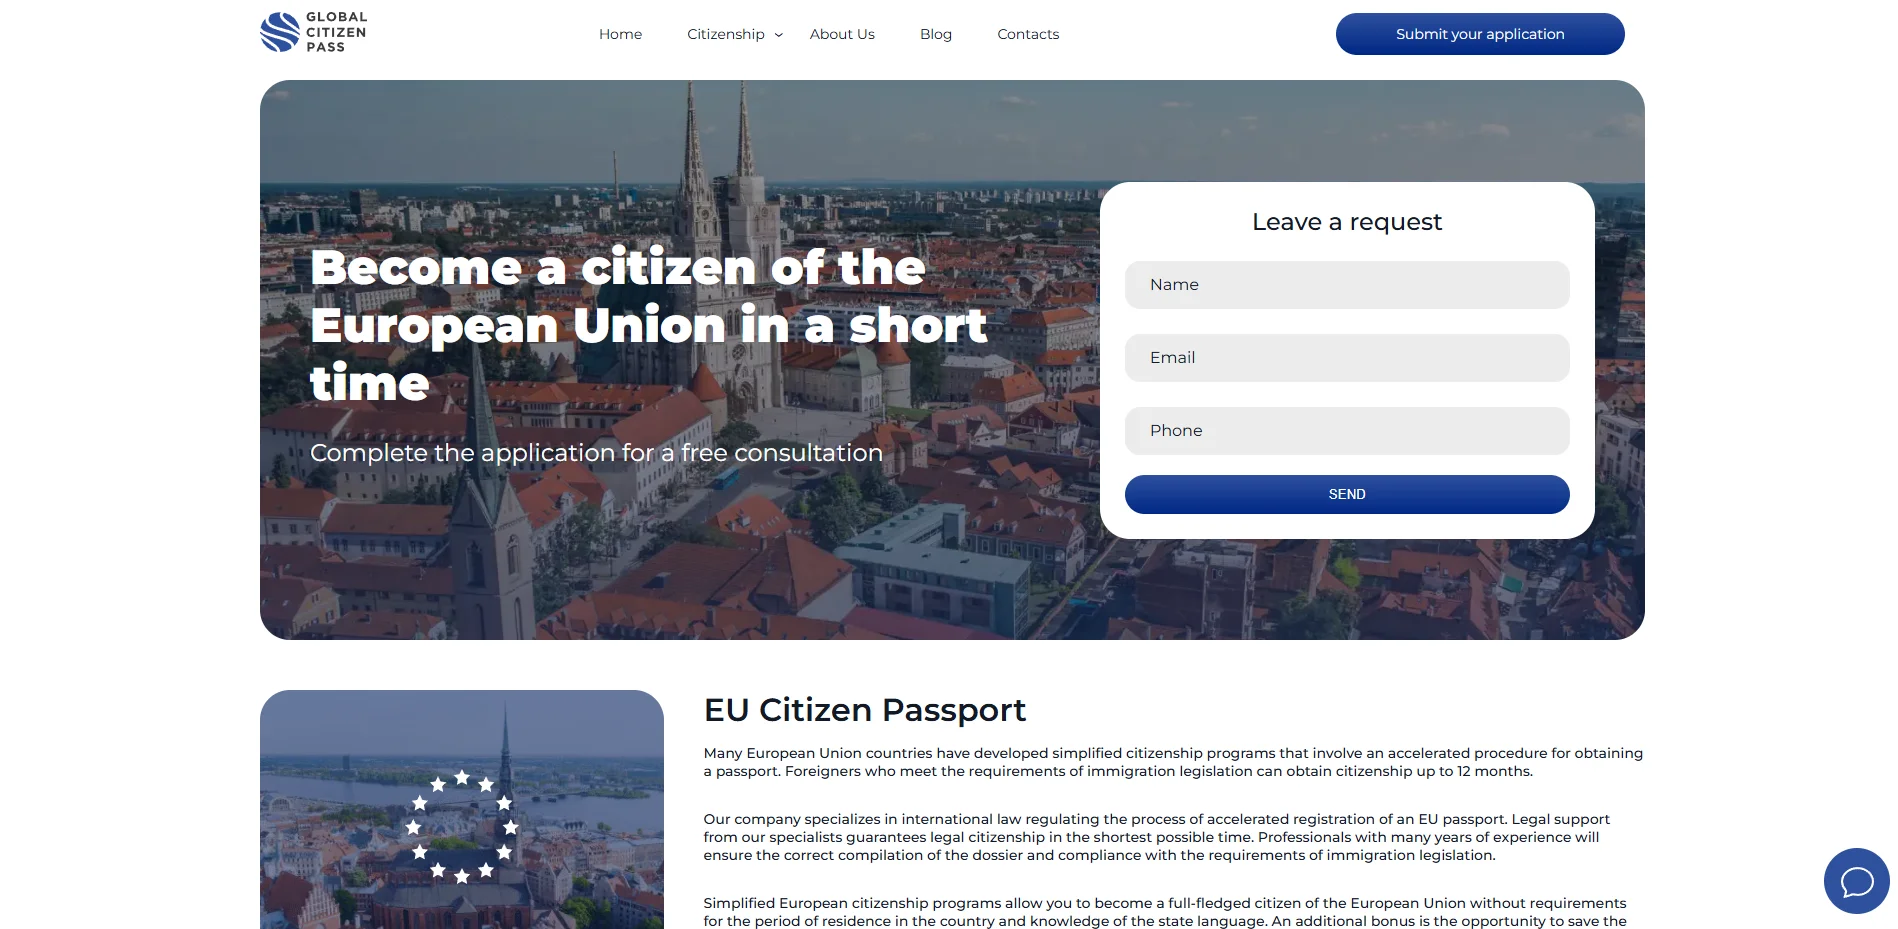 GLOBAL
CITIZEN
PASS
Home
Citizenship
About Us
Blog
Contacts
Submit your application
Become a citizen of the
European Union in a short
time
Complete the application for a free consultation
Leave a request
Name
Email
Phone
SEND
EU Citizen Passport
Many European Union countries have developed simplified citizenship programs that involve an accelerated procedure for obtaining
a passport. Foreigners who meet the requirements of immigration legislation can obtain citizenship up to 12 months.
Our company specializes in international law regulating the process of accelerated registration of an EU passport. Legal support
from our specialists guarantees legal citizenship in the shortest possible time. Professionals with many years of experience will
ensure the correct compilation of the dossier and compliance with the requirements of immigration legislation.
Simplified European citizenship programs allow you to become a full-fledged citizen of the European Union without requirements
for the period of residence in the country and knowledge of the state language. An additional bonus is the opportunity to save the